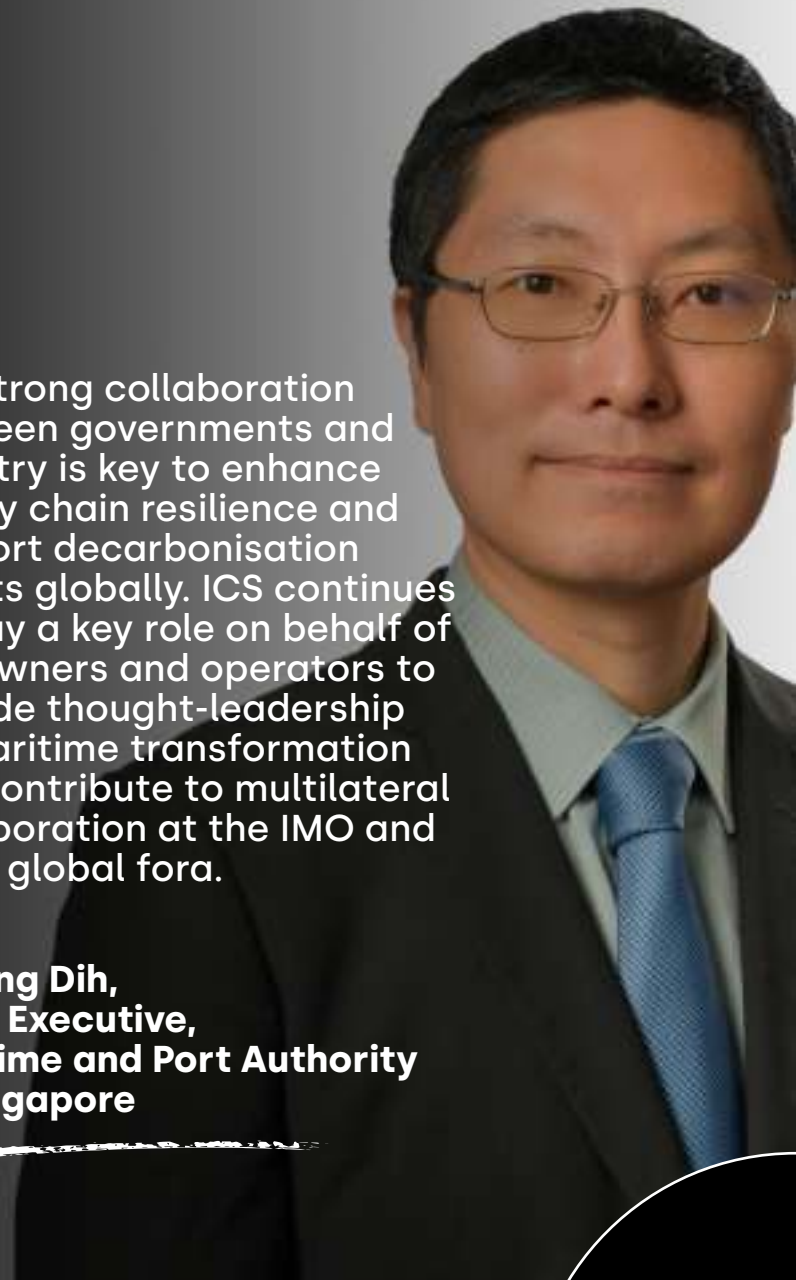 trong collaboration
een governments and
try is key to enhance
y chain resilience and
ort decarbonisation
ts globally. ICS continues
ay a key role on behalf of
wners and operators to
de thought-leadership
aritime transformation
ontribute to multilateral
boration at the IMO and
global fora.
ng Dih,
Executive,
ime and Port Authority
gapore